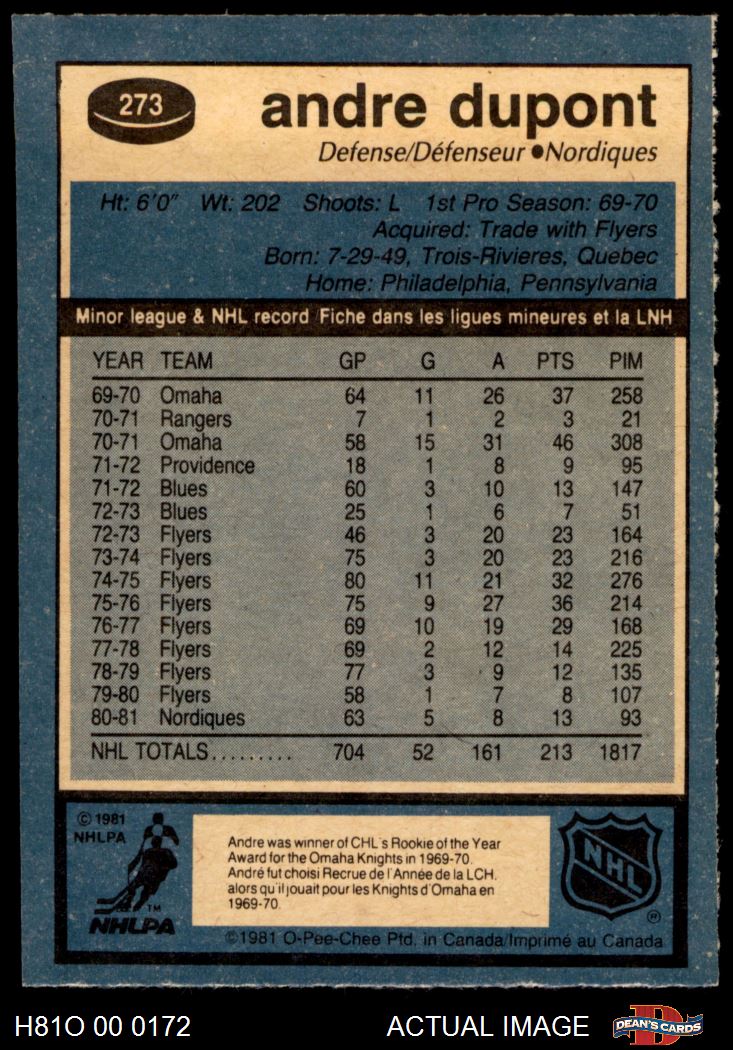 273
andre dupont
Defense/Défenseur ●Nordiques
Ht: 6'0" Wt: 202 Shoots: L 1st Pro Season: 69-70
Acquired: Trade with Flyers
Born: 7-29-49, Trois-Rivieres, Quebec
Home: Philadelphia, Pennsylvania
Minor league & NHL record Fiche dans les ligues mineures et la LNH
YEAR TEAM GP G A PTS PIM
69-70 Omaha 64 11 26 37 258
70-71 Rangers 7 1 2 3 21
70-71 Omaha 58 15 31 46 308
71-72 Providence 18 1 8 9 95
71-72 Blues 60 3 10 13 147
72-73 Blues 25 1 6 7 51
72-73 Flyers 46 3 20 23 164
73-74 Flyers 75 3 20 23 216
74-75 Flyers 80 11 21 32 276
75-76 Flyers 75 9 27 36 214
76-77 Flyers 69 10 19 29 168
77-78 Flyers 69 2 12 14 225
78-79 Flyers 77 3 9 12 135
79-80 Flyers 58 1 7 8 107
80-81 Nordiques 63 5 8 13 93
NHL TOTALS......... 704 52 161 213 1817
© 1981
NHLPA
TM
NHLPA
Andre was winner of CHL's Rookie of the Year
Award for the Omaha Knights in 1969-70.
André fut choisi Recrue de l'Année de la LCH.
alors qu'il jouait pour les Knights d'Omaha en
1969-70.
NHL
®
©1981 O-Pee-Chee Ptd. in Canada/Imprimé au Canada
H81O 00 0172
ACTUAL IMAGE
D
DEAN'S CARDS